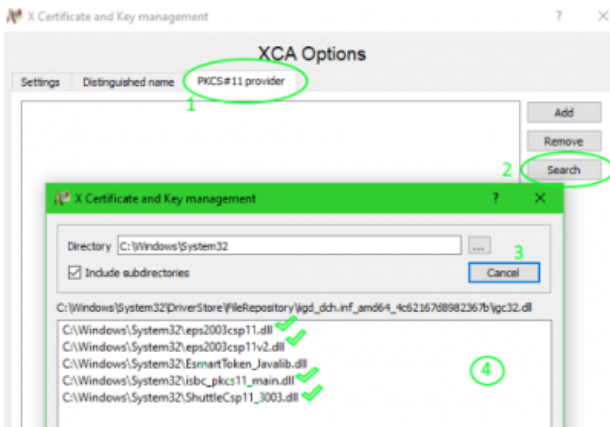 X Certificate and Key management
XCA Options
Settings Distinguished name PKCS#11 provider
1
Add
Remove
2 Search
X Certificate and Key management
Directory C:\Windows\System32 ...
3
Include subdirectories Cancel
C:\Windows\System32\DriverStore\FileRepository\iigd_dch.inf_amd64_4c62167d8982367b\igc32.dll
C:\Windows\System32\eps2003csp11.dll
C:\Windows\System32\eps2003csp11v2.dll
C:\Windows\System32\EsmartToken_Javalib.dll
C:\Windows\System32\isbc_pkcs11_main.dll
C:\Windows\System32\ShuttleCsp11_3003.dll
4